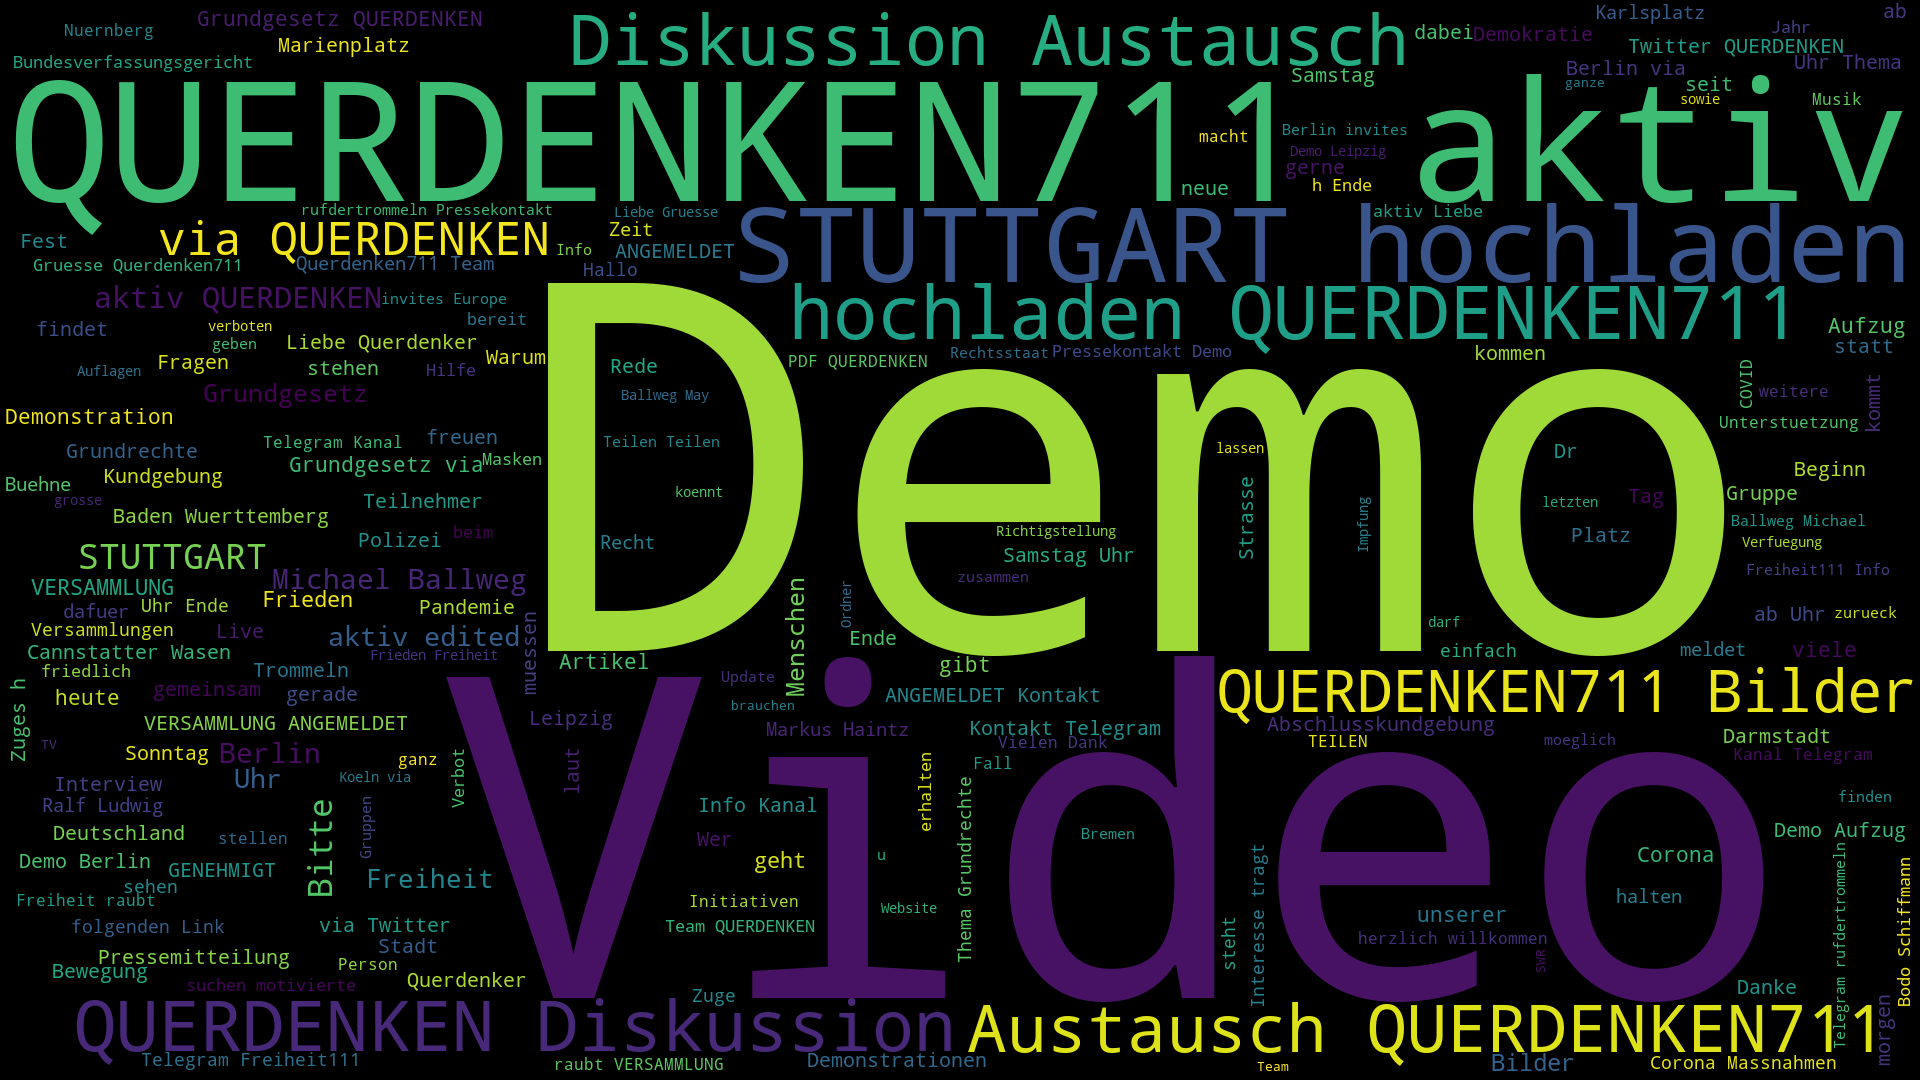 Grundgesetz QUERDENKEN
Nuernberg
Marienplatz
Bundesverfassungsgericht
Diskussion Austausch
dabei
Demokratie
Karlsplatz
Jahr
ab
Twitter QUERDENKEN
Berlin via
Uhr Thema
Samstag
ganze
seit
sowie
Musik
QUERDENKEN711 aktiv
macht
Berlin invites
Demo Leipzig
gerne
h Ende
neue
rufdertrommeln Pressekontakt
Liebe Gruesse
aktiv Liebe
Fest
via QUERDENKEN
Info
Zeit
ANGEMELDET
STUTTGART hochladen
Gruesse Querdenken711
Querdenken711 Team
Hallo
aktiv QUERDENKEN
invites Europe
bereit
hochladen QUERDENKEN711
findet
verboten
geben
Liebe Querdenker
Warum
Aufzug
statt
Auflagen
Fragen
stehen
Hilfe
Rede
PDF QUERDENKEN
Rechtsstaat
Pressekontakt Demo
kommen
COVID
weitere
kommt
Grundgesetz
Ballweg May
Demonstration
Unterstuetzung
Grundrechte
Telegram Kanal
freuen
Teilen Teilen
Demo
lassen
Dr
Grundgesetz via
Masken
Kundgebung
Buehne
grosse
Teilnehmer
koennt
Strasse
Impfung
letzten
Tag
Beginn
Gruppe
Baden Wuerttemberg
Polizei
beim
Recht
Richtigstellung
Samstag Uhr
Platz
Ballweg Michael
Verfuegung
STUTTGART
Michael Ballweg
zusammen
Freiheit111 Info
VERSAMMLUNG
dafuer
Uhr Ende
Frieden
Pandemie
Menschen
Ordner
ab Uhr
zurueck
Versammlungen
Live
aktiv edited
muessen
Ende
darf
Cannstatter Wasen
Frieden Freiheit
Artikel
gibt
einfach
meldet
viele
friedlich
Trommeln
Update
Zuges h
heute
gemeinsam
gerade
brauchen
ANGEMELDET Kontakt
QUERDENKEN711 Bilder
VERSAMMLUNG ANGEMELDET
Leipzig
Markus Haintz
Kontakt Telegram
Abschlusskundgebung
TV
Sonntag
Berlin
ganz
Verbot
laut
Vielen Dank
TEILEN
moeglich
Darmstadt
Kanal Telegram
Interview
Uhr
Koeln via
Fall
Video
Ralf Ludwig
Bitte
Gruppen
Info Kanal
erhalten
Thema Grundrechte
finden
Deutschland
stellen
Wer
Bremen
Demo Aufzug
Demo Berlin
GENEHMIGT
Freiheit
geht
u
Corona
sehen
Freiheit raubt
Initiativen
Website
Interesse tragt
halten
Telegram rufdertrommeln
Bodo Schiffmann
folgenden Link
via Twitter
Team QUERDENKEN
unserer
Stadt
steht
herzlich willkommen
Pressemitteilung
Person
SWR
Bewegung
suchen motivierte
Querdenker
Zuge
Danke
QUERDENKEN Diskussion
Austausch QUERDENKEN711
morgen
Telegram Freiheit111
raubt VERSAMMLUNG
Demonstrationen
Team
Bilder
Corona Massnahmen